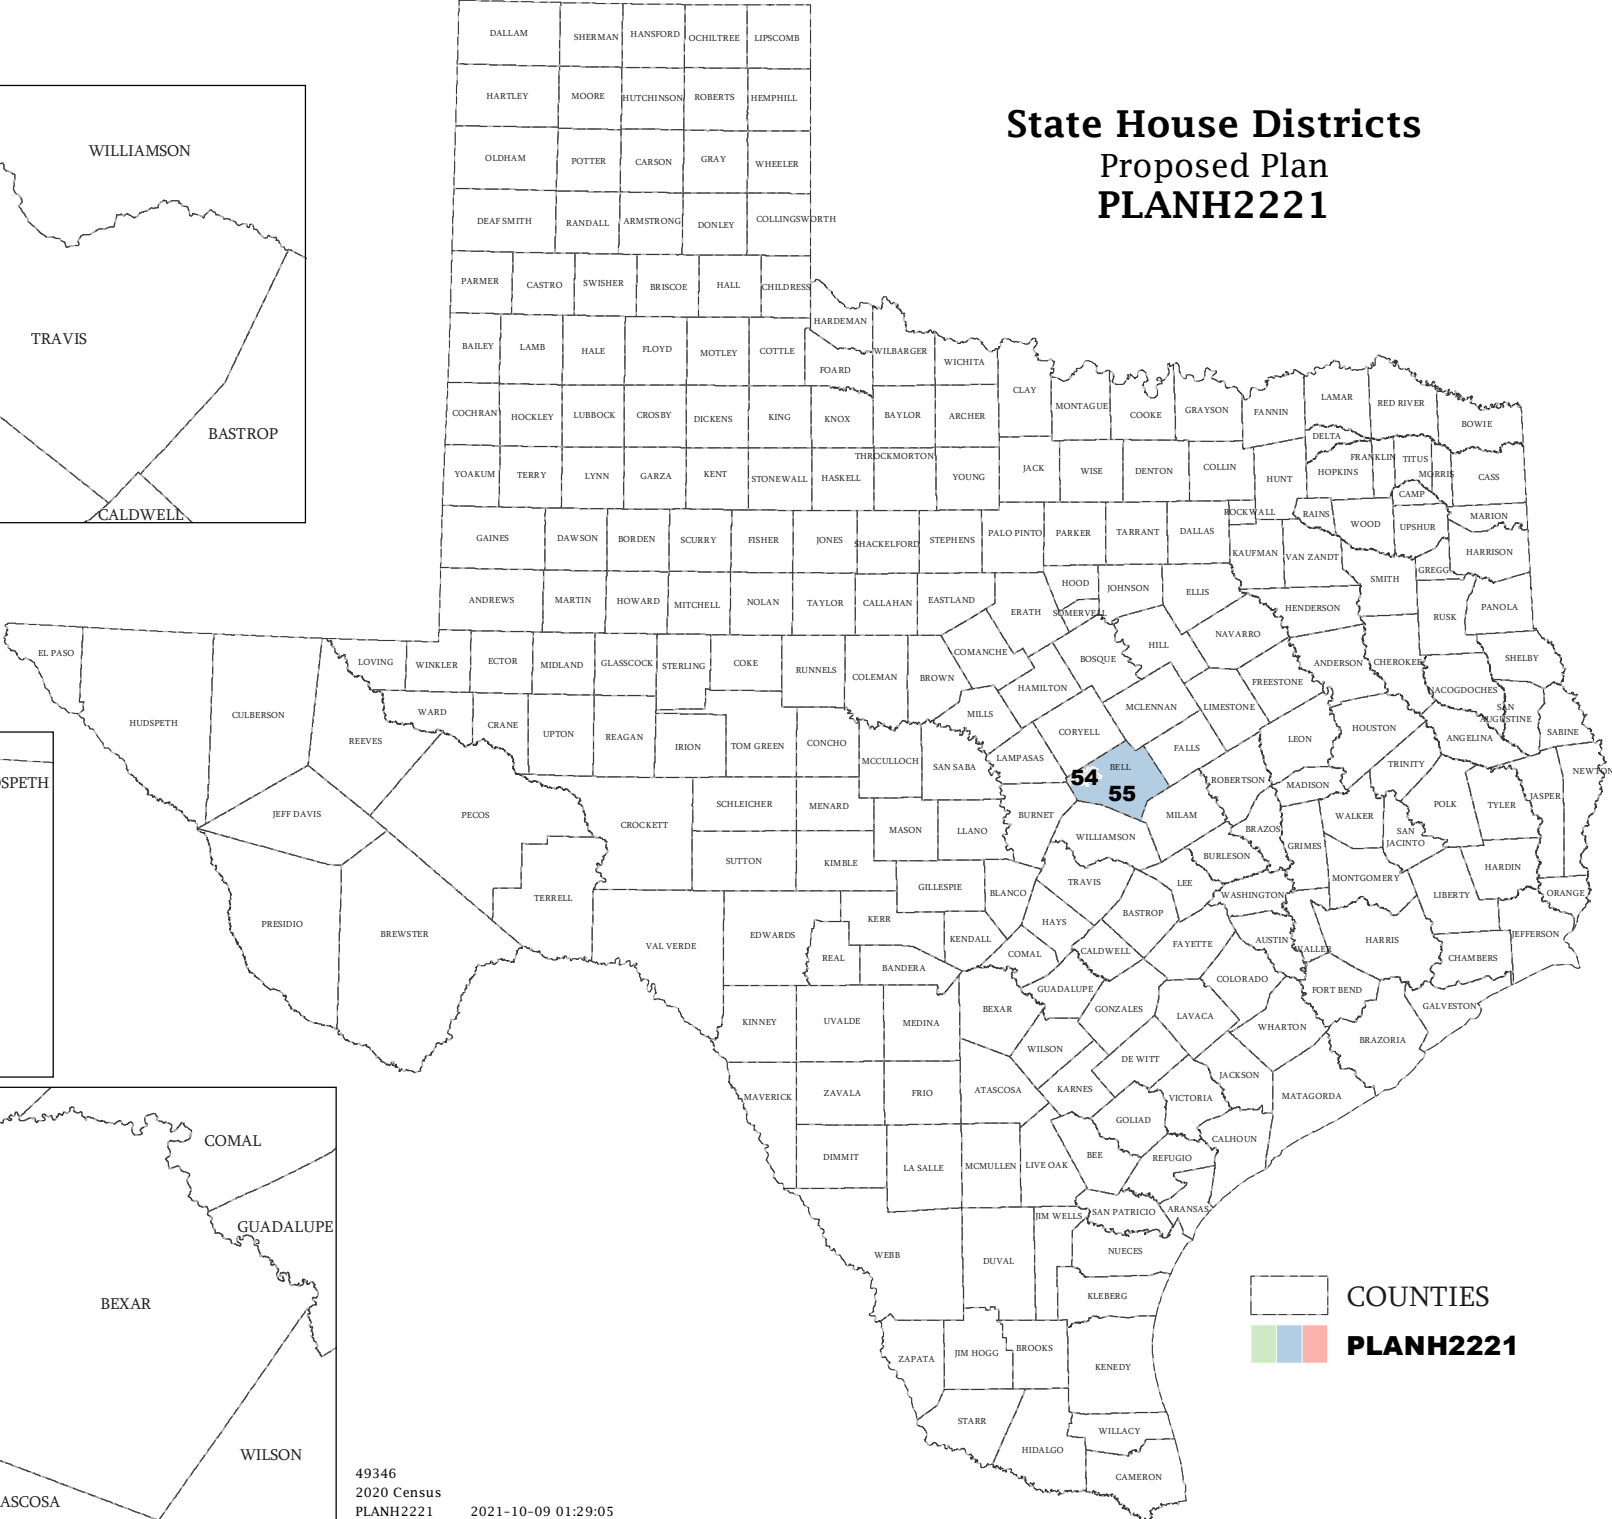 State House Districts
Proposed Plan
PLANH2221
WILLIAMSON
TRAVIS
BASTROP
CALDWELL
SPETH
COMAL
GUADALUPE
BEXAR
WILSON
ASCOSA
DALLAM SHERMAN HANSFORD OCHILTREE LIPSCOMB
HARTLEY MOORE HUTCHINSON ROBERTS HEMPHILL
OLDHAM POTTER CARSON GRAY WHEELER
DEAF SMITH RANDALL ARMSTRONG DONLEY COLLINGSWORTH
PARMER CASTRO SWISHER BRISCOE HALL CHILDRESS
HARDEMAN
BAILEY LAMB HALE FLOYD MOTLEY COTTLE FOARD WILBARGER WICHITA
CLAY MONTAGUE COOKE GRAYSON FANNIN LAMAR RED RIVER BOWIE
COCHRAN HOCKLEY LUBBOCK CROSBY DICKENS KING KNOX BAYLOR ARCHER
DELTA FRANKLIN TITUS MORRIS CASS
YOAKUM TERRY LYNN GARZA KENT STONEWALL HASKELL THROCKMORTON YOUNG JACK WISE DENTON COLLIN HUNT HOPKINS CAMP
ROCKWALL RAINS WOOD UPSHUR MARION
GAINES DAWSON BORDEN SCURRY FISHER JONES SHACKELFORD STEPHENS PALO PINTO PARKER TARRANT DALLAS KAUFMAN VAN ZANDT HARRISON
SMITH GREGG
ANDREWS MARTIN HOWARD MITCHELL NOLAN TAYLOR CALLAHAN EASTLAND ERATH HOOD SOMERVELL JOHNSON ELLIS HENDERSON RUSK PANOLA
EL PASO LOVING WINKLER ECTOR MIDLAND GLASSCOCK STERLING COKE RUNNELS COLEMAN BROWN COMANCHE BOSQUE HILL NAVARRO ANDERSON CHEROKEE SHELBY
HAMILTON FREESTONE NACOGDOCHES
HUDSPETH CULBERSON REEVES WARD CRANE UPTON REAGAN IRION TOM GREEN CONCHO MILLS MCLENNAN LIMESTONE
SAN
AUGUSTINE
SABINE
MCCULLOCH SAN SABA LAMPASAS CORYELL FALLS LEON HOUSTON ANGELINA
54 BELL
55
ROBERTSON MADISON TRINITY NEWTON
JEFF DAVIS PECOS CROCKETT SCHLEICHER MENARD MASON LLANO BURNET WILLIAMSON MILAM BRAZOS WALKER POLK TYLER JASPER
SAN
JACINTO
SUTTON KIMBLE BURLESON GRIMES HARDIN
TERRELL GILLESPIE BLANCO TRAVIS LEE WASHINGTON MONTGOMERY LIBERTY ORANGE
PRESIDIO BREWSTER VAL VERDE EDWARDS KERR KENDALL HAYS BASTROP FAYETTE AUSTIN WALLER HARRIS JEFFERSON
REAL BANDERA COMAL CALDWELL CHAMBERS
GUADALUPE COLORADO FORT BEND GALVESTON
KINNEY UVALDE MEDINA BEXAR GONZALES LAVACA WHARTON BRAZORIA
WILSON DE WITT JACKSON
MAVERICK ZAVALA FRIO ATASCOSA KARNES VICTORIA MATAGORDA
GOLIAD CALHOUN
DIMMIT LA SALLE MCMULLEN LIVE OAK BEE REFUGIO
JIM WELLS SAN PATRICIO ARANSAS
WEBB DUVAL NUECES
KLEBERG
ZAPATA JIM HOGG BROOKS KENEDY
STARR HIDALGO WILLACY
CAMERON
COUNTIES
PLANH2221
49346
2020 Census
PLANH2221 2021-10-09 01:29:05